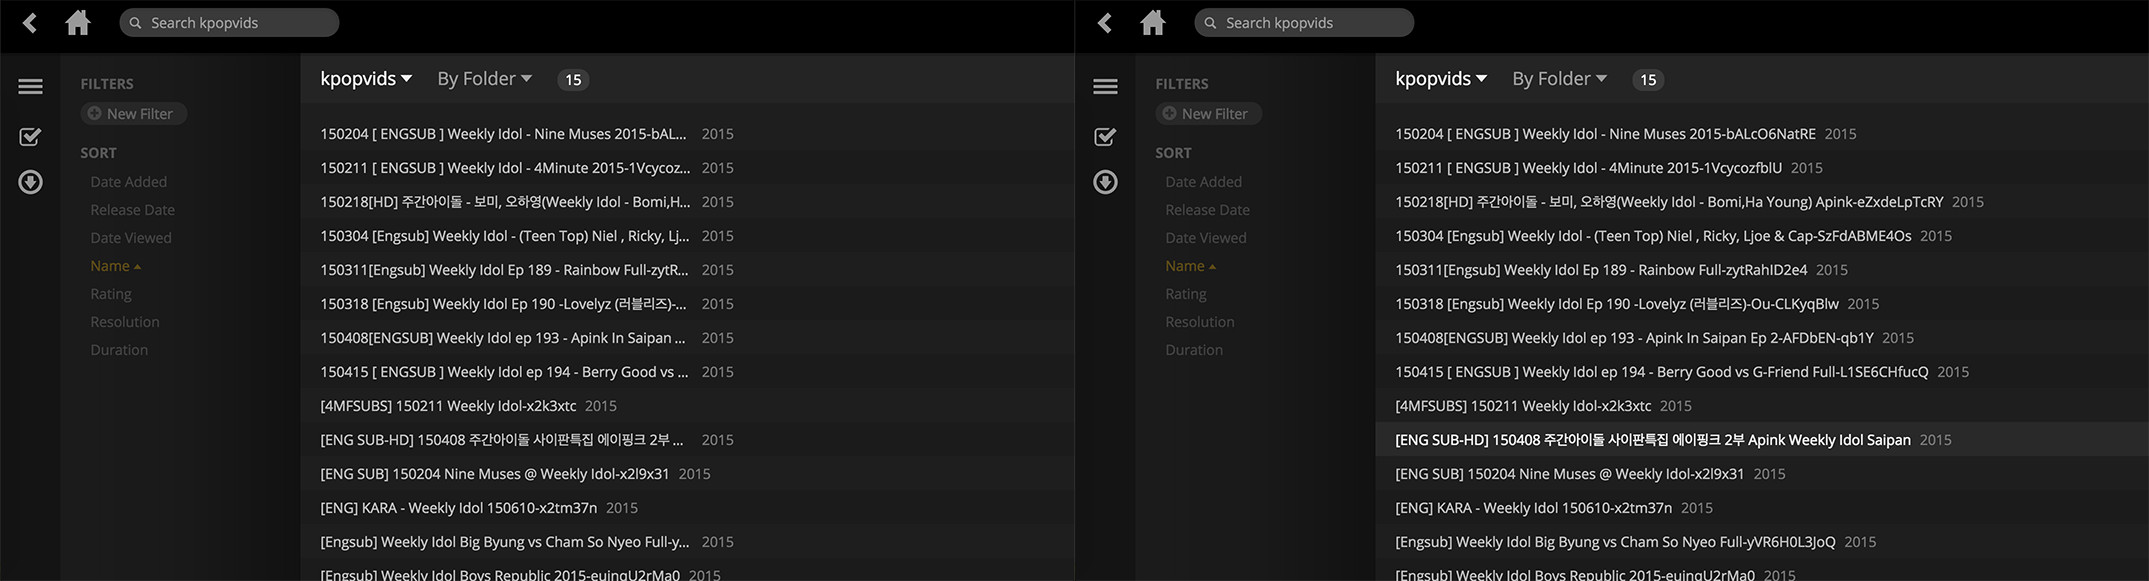 Search kpopvids
FILTERS
New Filter
SORT
Date Added
Release Date
Date Viewed
Name
Rating
Resolution
Duration
kpopvids By Folder 15
150204 [ ENGSUB ] Weekly Idol - Nine Muses 2015-bAL... 2015
150211 [ ENGSUB ] Weekly Idol - 4Minute 2015-1Vcycoz... 2015
150218[HD] 주간아이돌 - 보미, 오하영(Weekly Idol - Bomi,H... 2015
150304 [Engsub] Weekly Idol - (Teen Top) Niel , Ricky, Lj... 2015
150311[Engsub] Weekly Idol Ep 189 - Rainbow Full-zytR... 2015
150318 [Engsub] Weekly Idol Ep 190 -Lovelyz (러블리즈)-... 2015
150408[ENGSUB] Weekly Idol ep 193 - Apink In Saipan ... 2015
150415 [ ENGSUB ] Weekly Idol ep 194 - Berry Good vs ... 2015
[4MFSUBS] 150211 Weekly Idol-x2k3xtc 2015
[ENG SUB-HD] 150408 주간아이돌 사이판특집 에이핑크 2부 ... 2015
[ENG SUB] 150204 Nine Muses @ Weekly Idol-x2l9x31 2015
[ENG] KARA - Weekly Idol 150610-x2tm37n 2015
[Engsub] Weekly Idol Big Byung vs Cham So Nyeo Full-y... 2015
[Engsub] Weekly Idol Boys Republic 2015-eujnqU2rMa0 2015
Search kpopvids
FILTERS
New Filter
SORT
Date Added
Release Date
Date Viewed
Name
Rating
Resolution
Duration
kpopvids By Folder 15
150204 [ ENGSUB ] Weekly Idol - Nine Muses 2015-bALcO6NatRE 2015
150211 [ ENGSUB ] Weekly Idol - 4Minute 2015-1VcycozfblU 2015
150218[HD] 주간아이돌 - 보미, 오하영(Weekly Idol - Bomi,Ha Young) Apink-eZxdeLpTcRY 2015
150304 [Engsub] Weekly Idol - (Teen Top) Niel , Ricky, Ljoe & Cap-SzFdABME4Os 2015
150311[Engsub] Weekly Idol Ep 189 - Rainbow Full-zytRahID2e4 2015
150318 [Engsub] Weekly Idol Ep 190 -Lovelyz (러블리즈)-Ou-CLKyqBlw 2015
150408[ENGSUB] Weekly Idol ep 193 - Apink In Saipan Ep 2-AFDbEN-qb1Y 2015
150415 [ ENGSUB ] Weekly Idol ep 194 - Berry Good vs G-Friend Full-L1SE6CHfucQ 2015
[4MFSUBS] 150211 Weekly Idol-x2k3xtc 2015
[ENG SUB-HD] 150408 주간아이돌 사이판특집 에이핑크 2부 Apink Weekly Idol Saipan 2015
[ENG SUB] 150204 Nine Muses @ Weekly Idol-x2l9x31 2015
[ENG] KARA - Weekly Idol 150610-x2tm37n 2015
[Engsub] Weekly Idol Big Byung vs Cham So Nyeo Full-yVR6H0L3JoQ 2015
[Engsub] Weekly Idol Boys Republic 2015-eujnqU2rMa0 2015